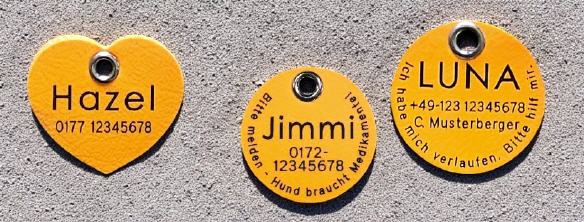 Hazel
0177 12345678
Jimmi
0172-
12345678
Bitte melden - Hund braucht Medikamente!
LUNA
+49-123 12345678
C. Musterberger
Ich habe mich verlaufen. Bitte hilf mir.